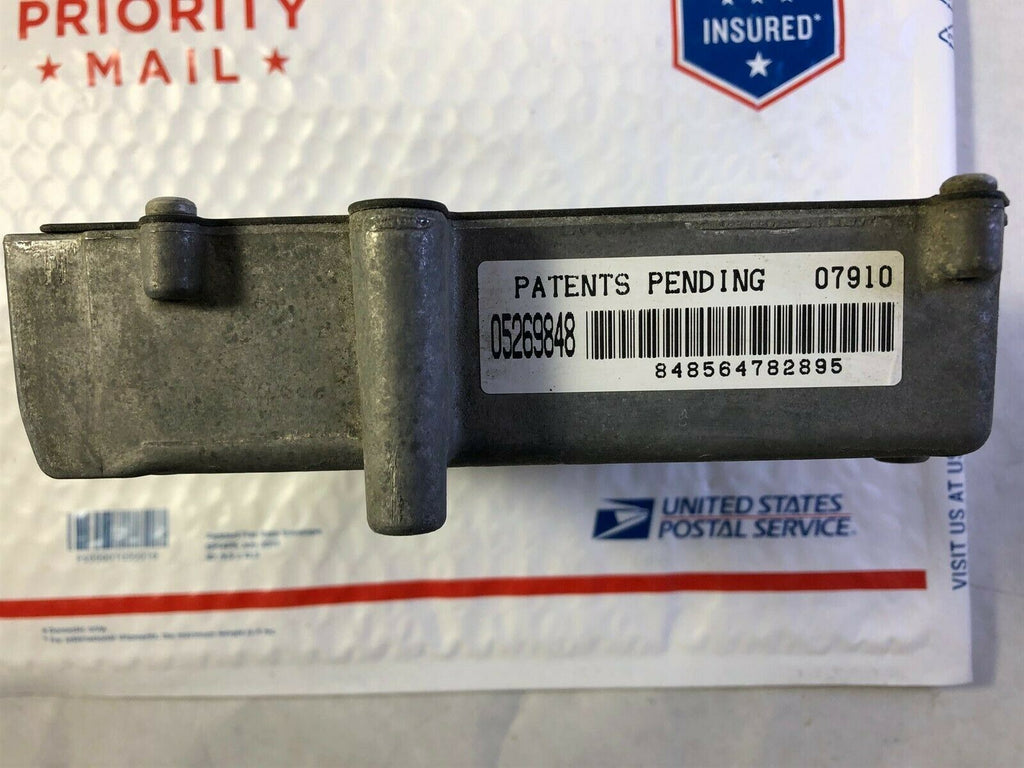 PRIORITY
★ MAIL ★
INSURED*
PATENTS PENDING 07910
05269848
848564782895
UNITED STATES
POSTAL SERVICE®
VISIT US AT